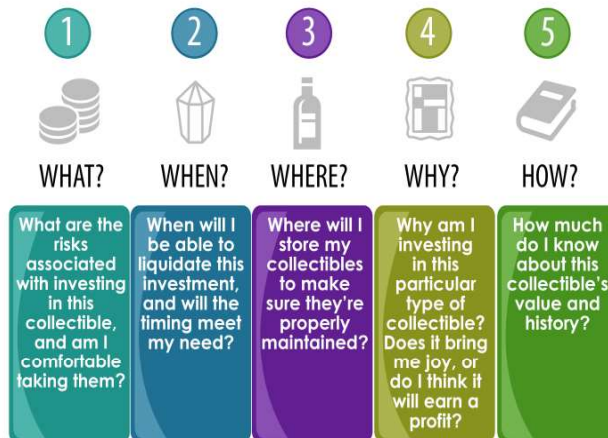 1 2 3 4 5
WHAT? WHEN? WHERE? WHY? HOW?
What are the
risks
associated
with investing
in this
collectible,
and am I
comfortable
taking them?
When will I
be able to
liquidate this
investment,
and will the
timing meet
my need?
Where will I
store my
collectibles
to make
sure they're
properly
maintained?
Why am I
investing
in this
particular
type of
collectible?
Does it bring
me joy, or
do I think it
will earn a
profit?
How much
do I know
about this
collectible's
value and
history?